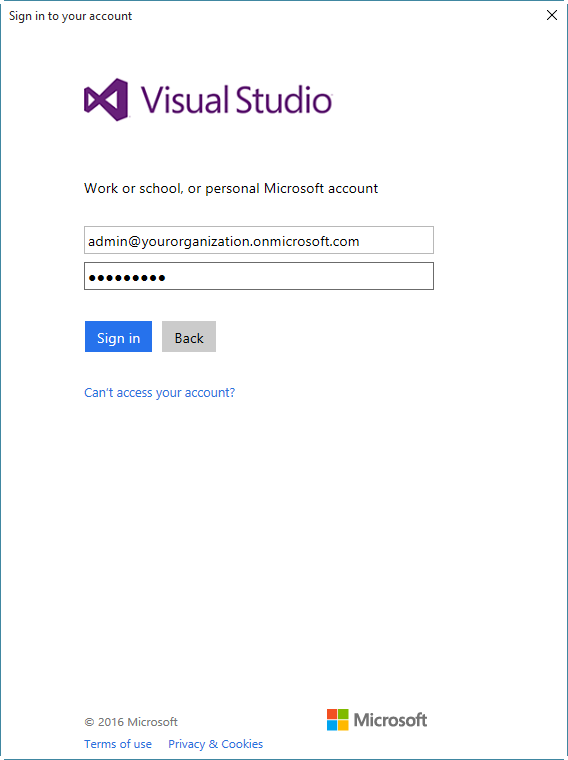 Sign in to your account
Visual Studio
Work or school, or personal Microsoft account
admin@yourorganization.onmicrosoft.com
●●●●●●●●●
Sign in Back
Can't access your account?
© 2016 Microsoft Microsoft
Terms of use Privacy & Cookies